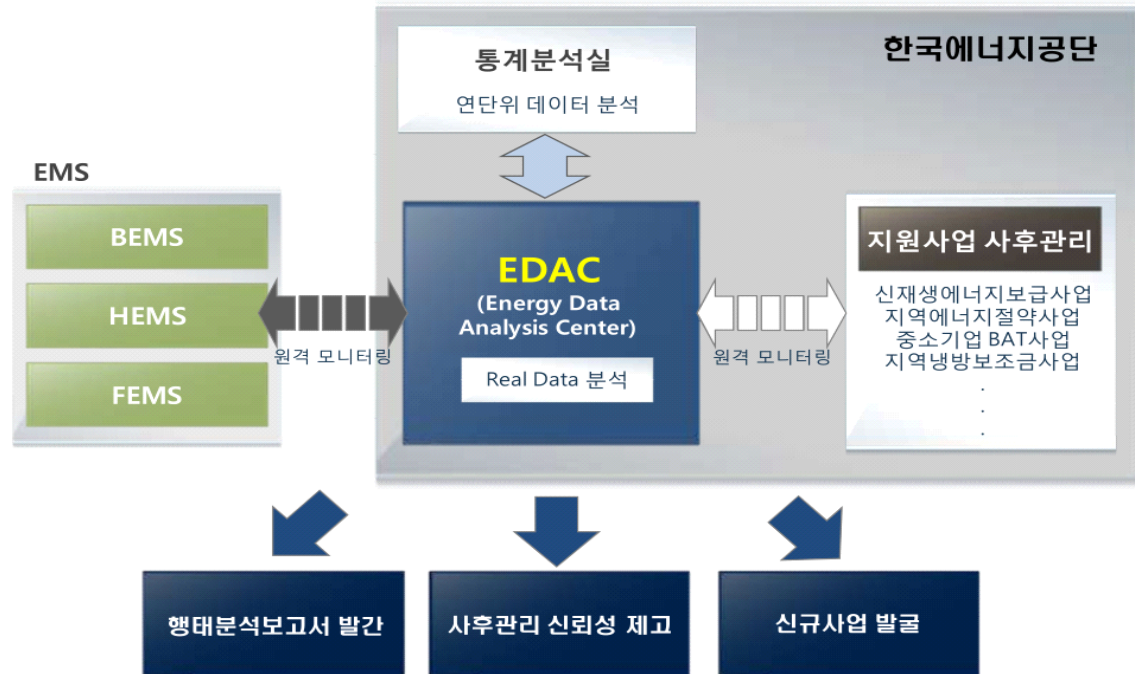 한국에너지공단
통계분석실
연단위 데이터 분석
EMS
BEMS
HEMS
FEMS
원격 모니터링
EDAC
(Energy Data
Analysis Center)
Real Data 분석
원격 모니터링
지원사업 사후관리
신재생에너지보급사업
지역에너지절약사업
중소기업 BAT사업
지역냉방보조금사업
.
.
.
행태분석보고서 발간
사후관리 신뢰성 제고
신규사업 발굴